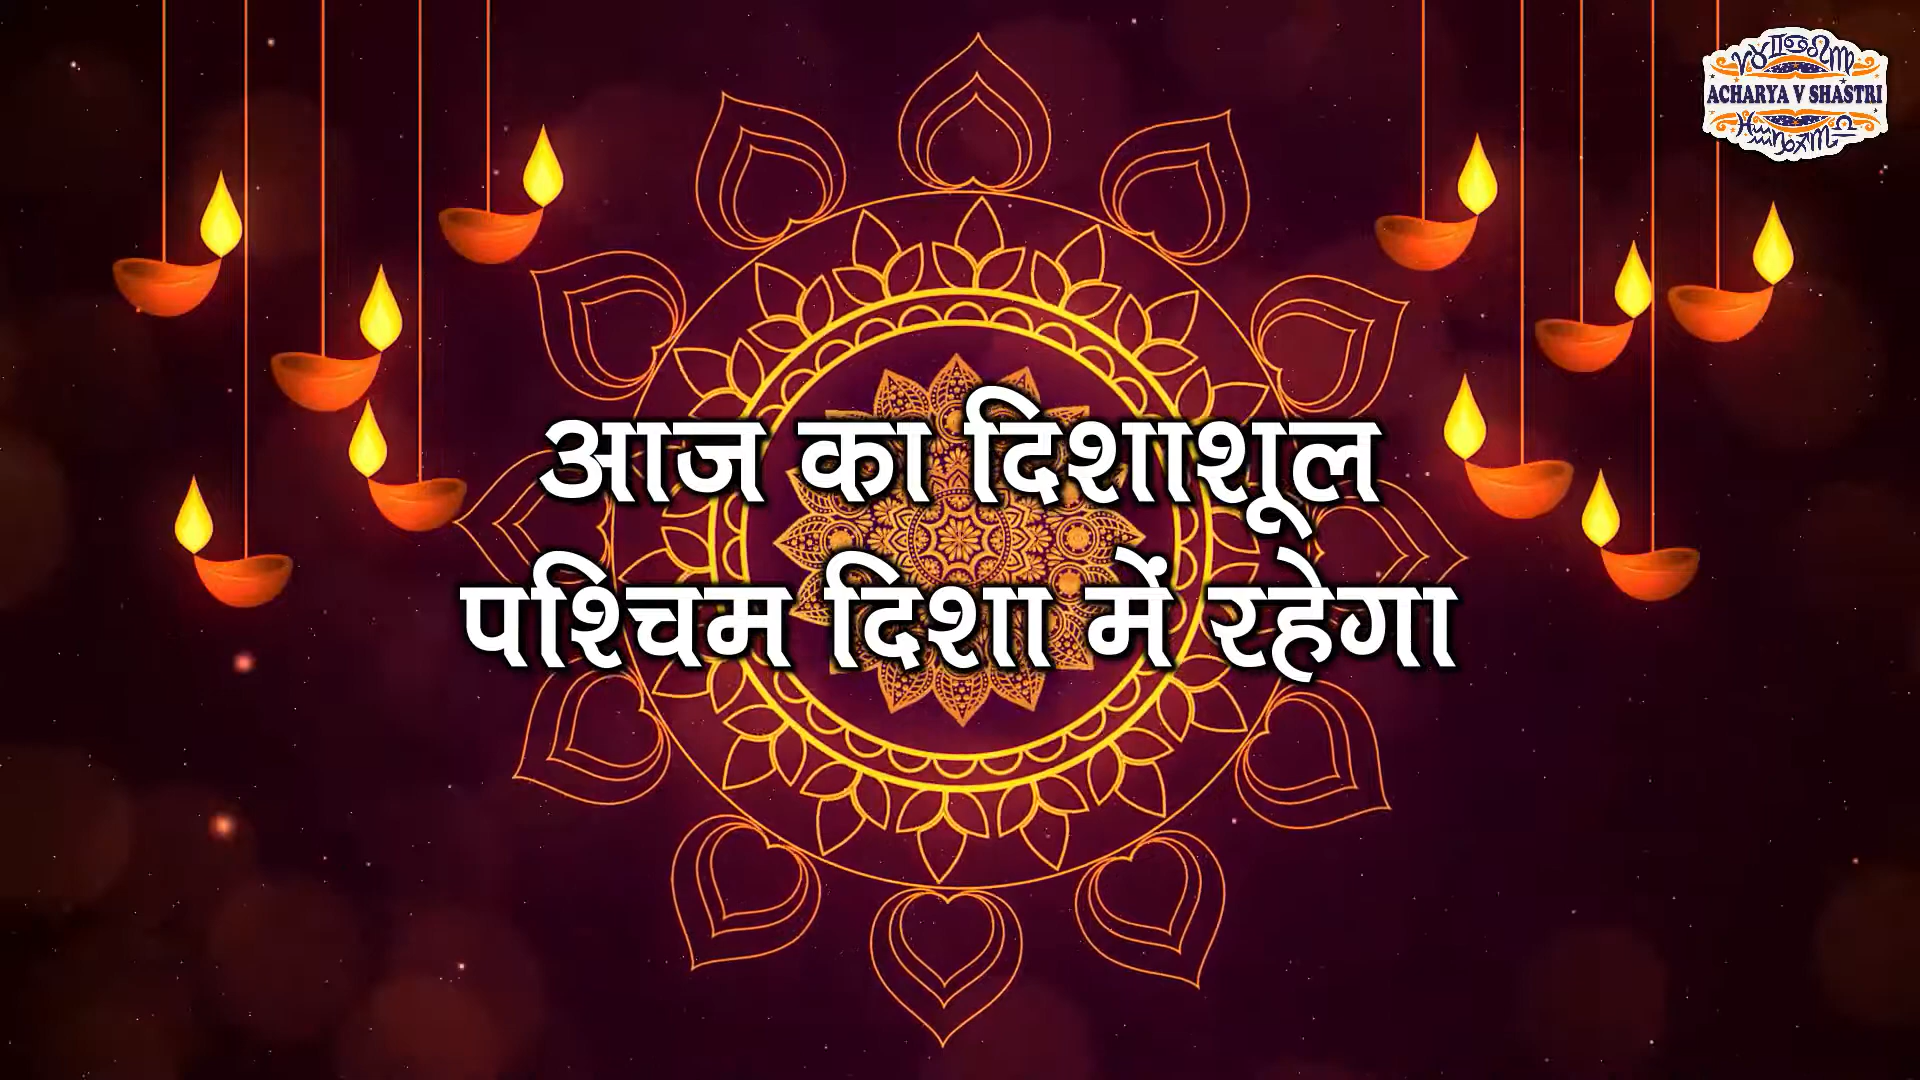 ACHARYA V SHASTRI
आज का दिशाशूल
पश्चिम दिशा में रहेगा